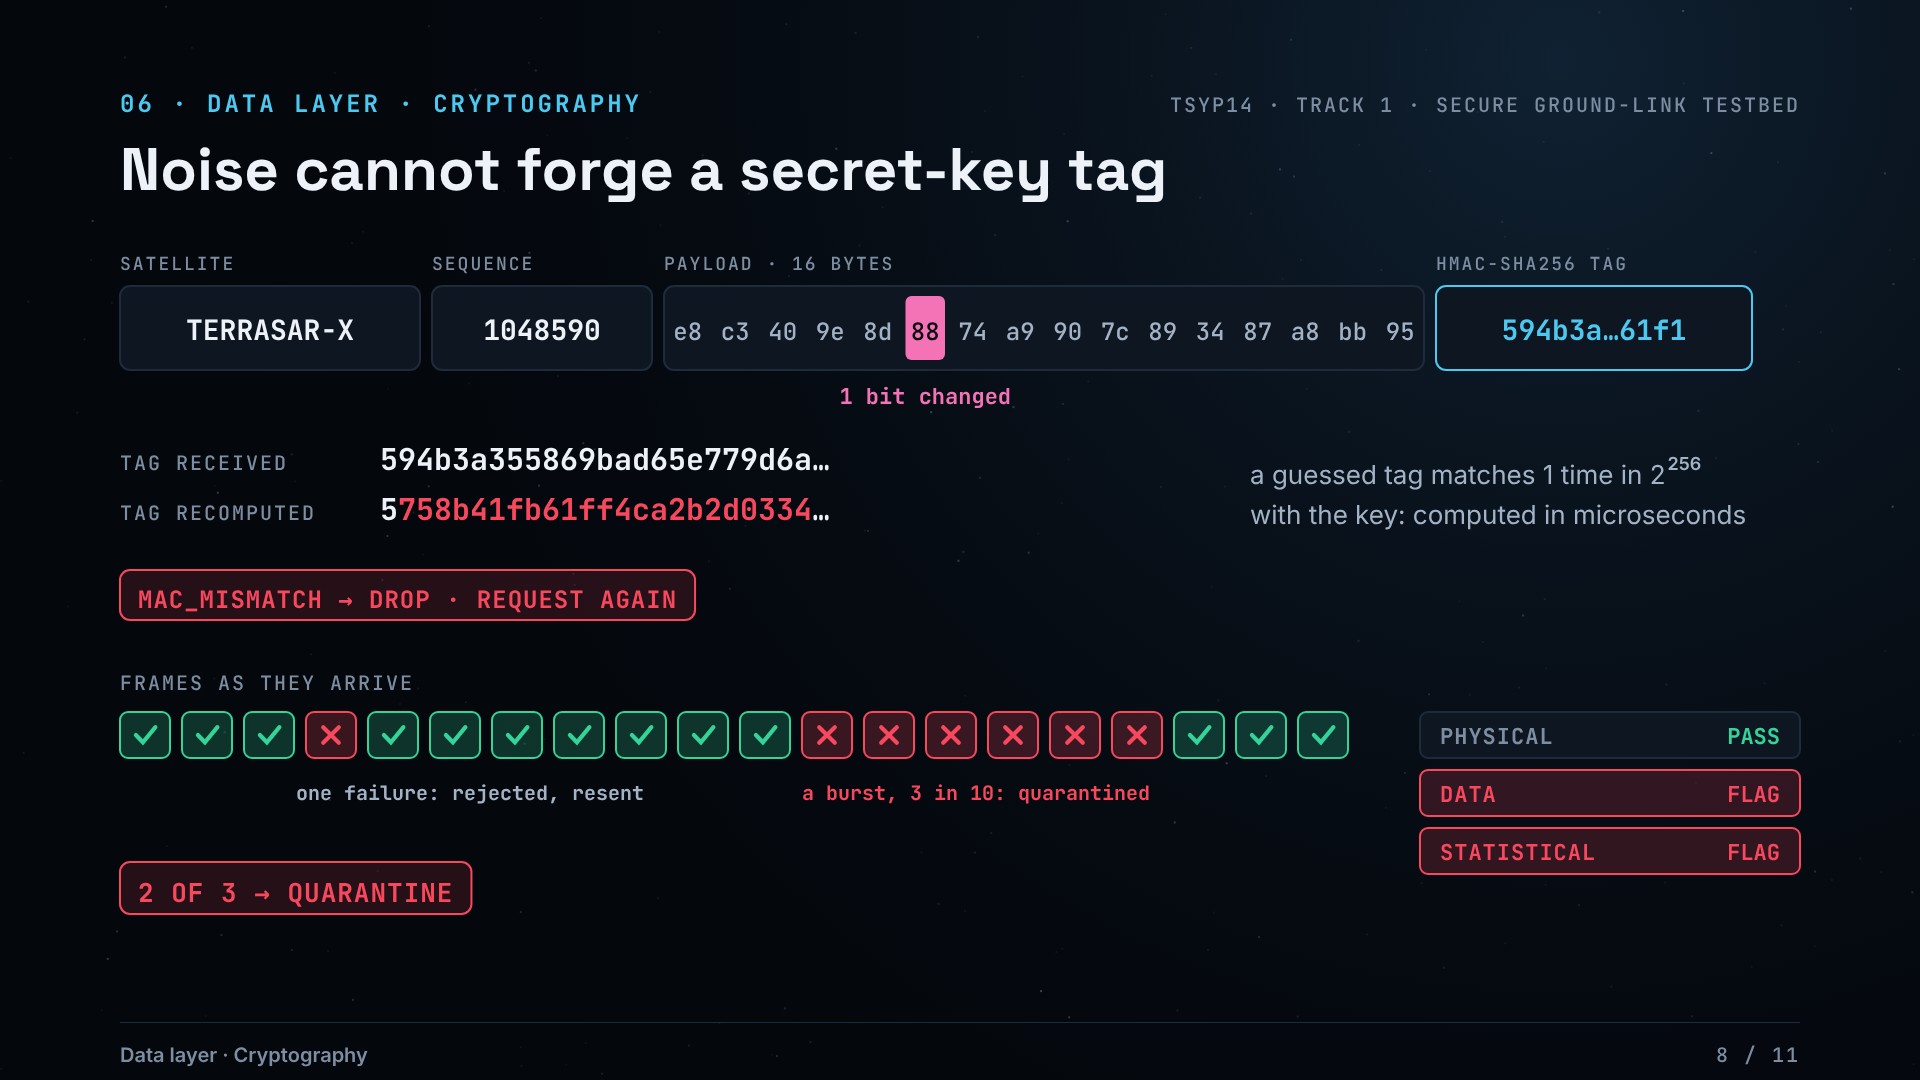 06 · DATA LAYER · CRYPTOGRAPHY
TSYP14 · TRACK 1 · SECURE GROUND-LINK TESTBED
Noise cannot forge a secret-key tag
SATELLITE
SEQUENCE
PAYLOAD · 16 BYTES
HMAC-SHA256 TAG
TERRASAR-X
1048590
e8 c3 40 9e 8d 88 74 a9 90 7c 89 34 87 a8 bb 95
594b3a…61f1
1 bit changed
TAG RECEIVED 594b3a355869bad65e779d6a…
TAG RECOMPUTED 5758b41fb61ff4ca2b2d0334…
a guessed tag matches 1 time in 2²⁵⁶
with the key: computed in microseconds
MAC_MISMATCH → DROP · REQUEST AGAIN
FRAMES AS THEY ARRIVE
one failure: rejected, resent
a burst, 3 in 10: quarantined
PHYSICAL PASS
DATA FLAG
STATISTICAL FLAG
2 OF 3 → QUARANTINE
Data layer · Cryptography
8 / 11